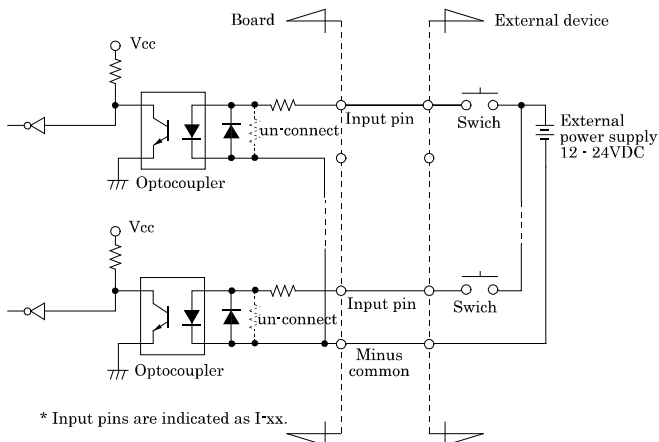 Board
External device
Vcc
Input pin
Swich
External
power supply
12 - 24VDC
un-connect
Optocoupler
Vcc
Input pin
Swich
un-connect
Optocoupler
Minus
common
* Input pins are indicated as I-xx.